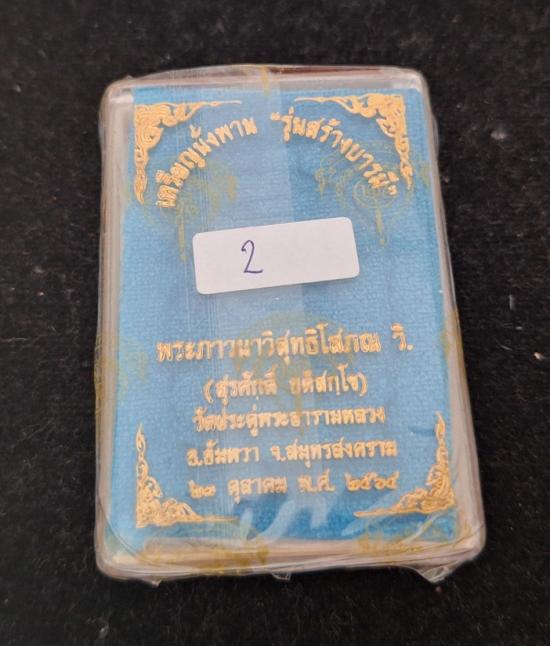 เหรียญนั่งพาน "รุ่นสร้างบารมี"
2
พระภาวนาวิสุทธิโสภณ วิ.
(สุรศักดิ์ อติสกฺโข)
วัดประดู่พระอารามหลวง
อ.อัมพวา จ.สมุทรสงคราม
๒๓ ตุลาคม พ.ศ. ๒๕๖๔